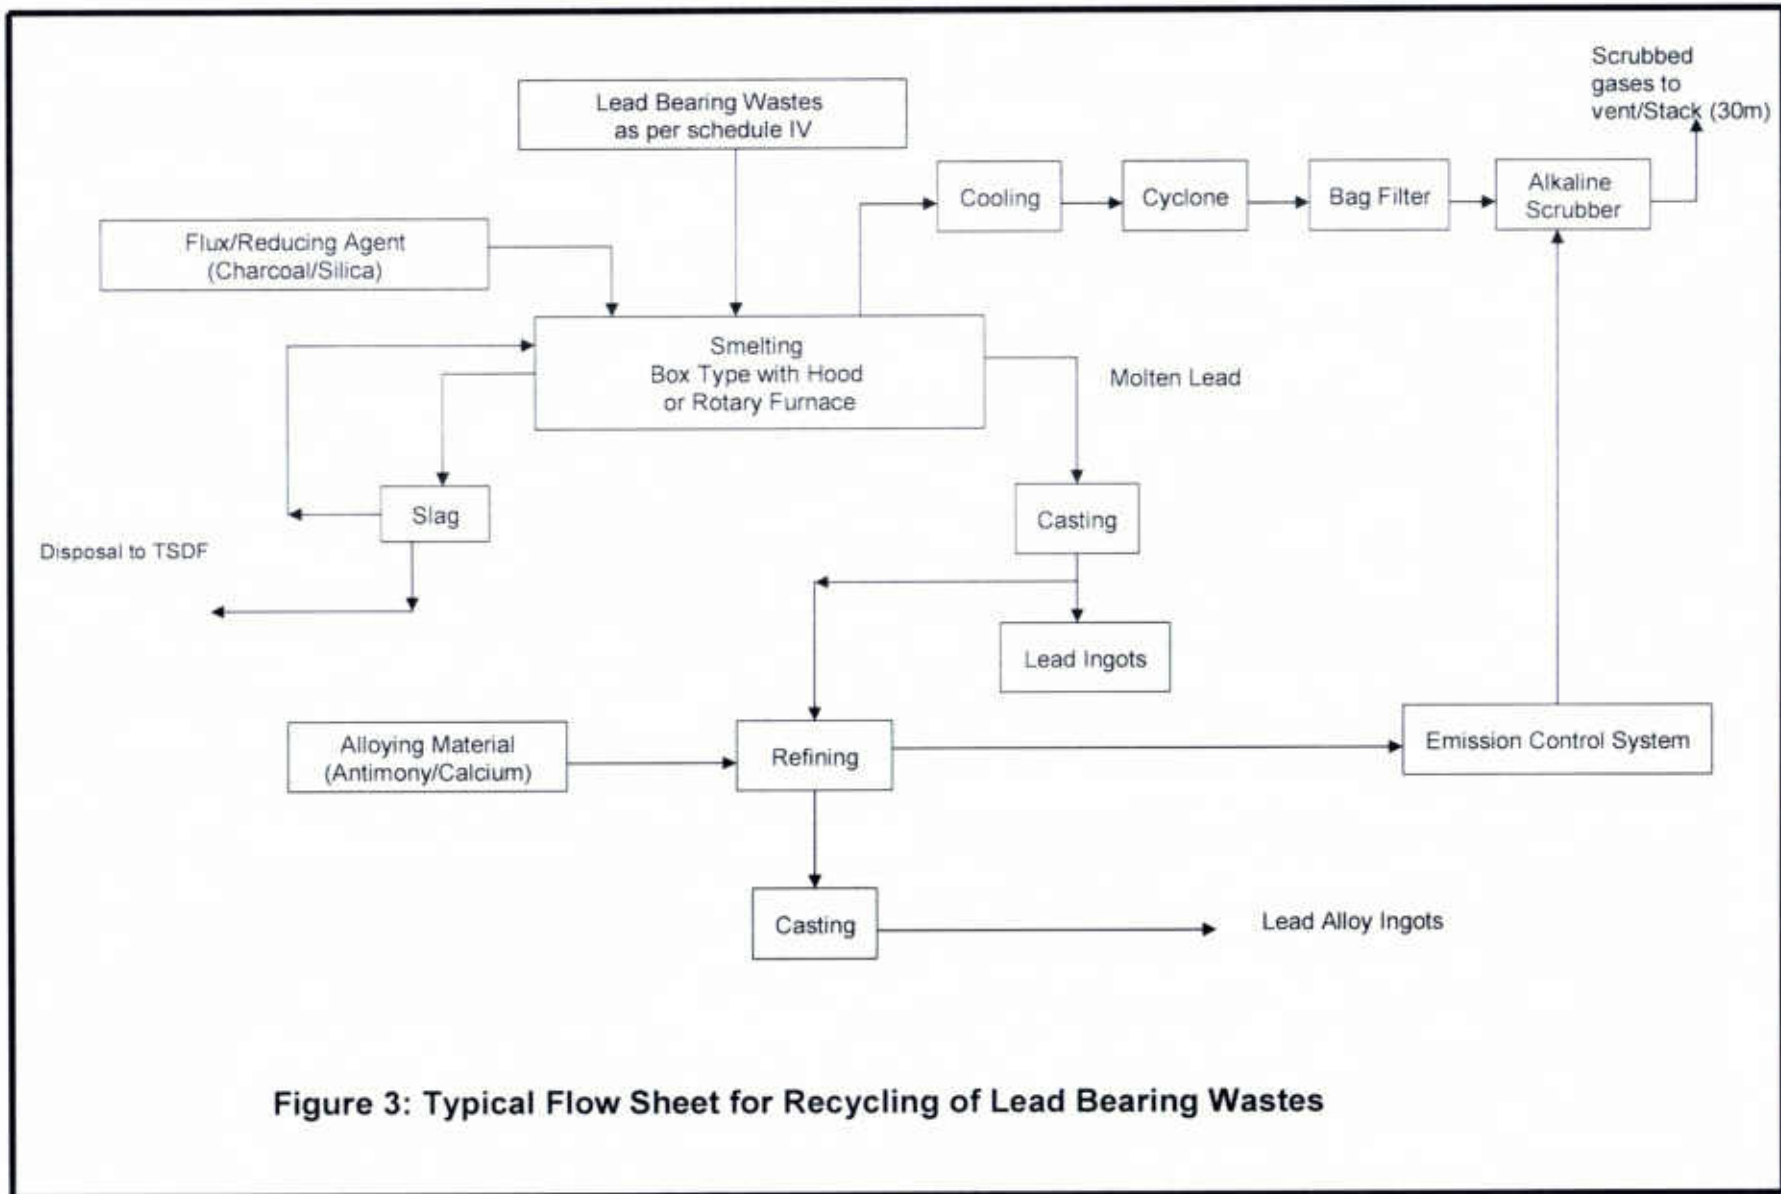 Scrubbed
gases to
vent/Stack (30m)
Lead Bearing Wastes
as per schedule IV
Cooling
Cyclone
Bag Filter
Alkaline
Scrubber
Flux/Reducing Agent
(Charcoal/Silica)
Smelting
Box Type with Hood
or Rotary Furnace
Molten Lead
Slag
Casting
Disposal to TSDF
Lead Ingots
Alloying Material
(Antimony/Calcium)
Refining
Emission Control System
Casting
Lead Alloy Ingots
Figure 3: Typical Flow Sheet for Recycling of Lead Bearing Wastes